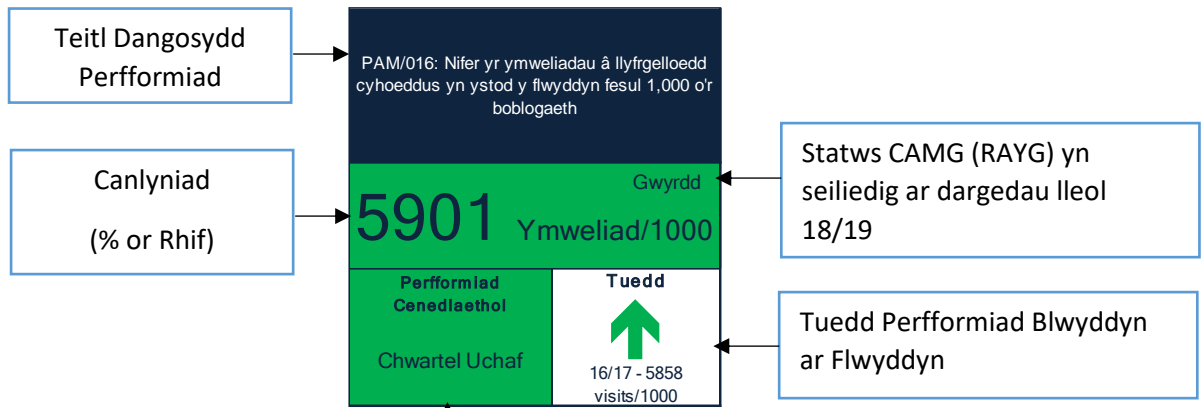 Teitl Dangosydd
Perfformiad
PAM/016: Nifer yr ymweliadau â llyfrgelloedd
cyhoeddus yn ystod y flwyddyn fesul 1,000 o'r
boblogaeth
Canlyniad
(% or Rhif)
Gwyrdd
5901 Ymweliad/1000
Statws CAMG (RAYG) yn
seiliedig ar dargedau lleol
18/19
Perfformiad
Cenedlaethol
Chwartel Uchaf
Tuedd
16/17 - 5858
visits/1000
Tuedd Perfformiad Blwyddyn
ar Flwyddyn